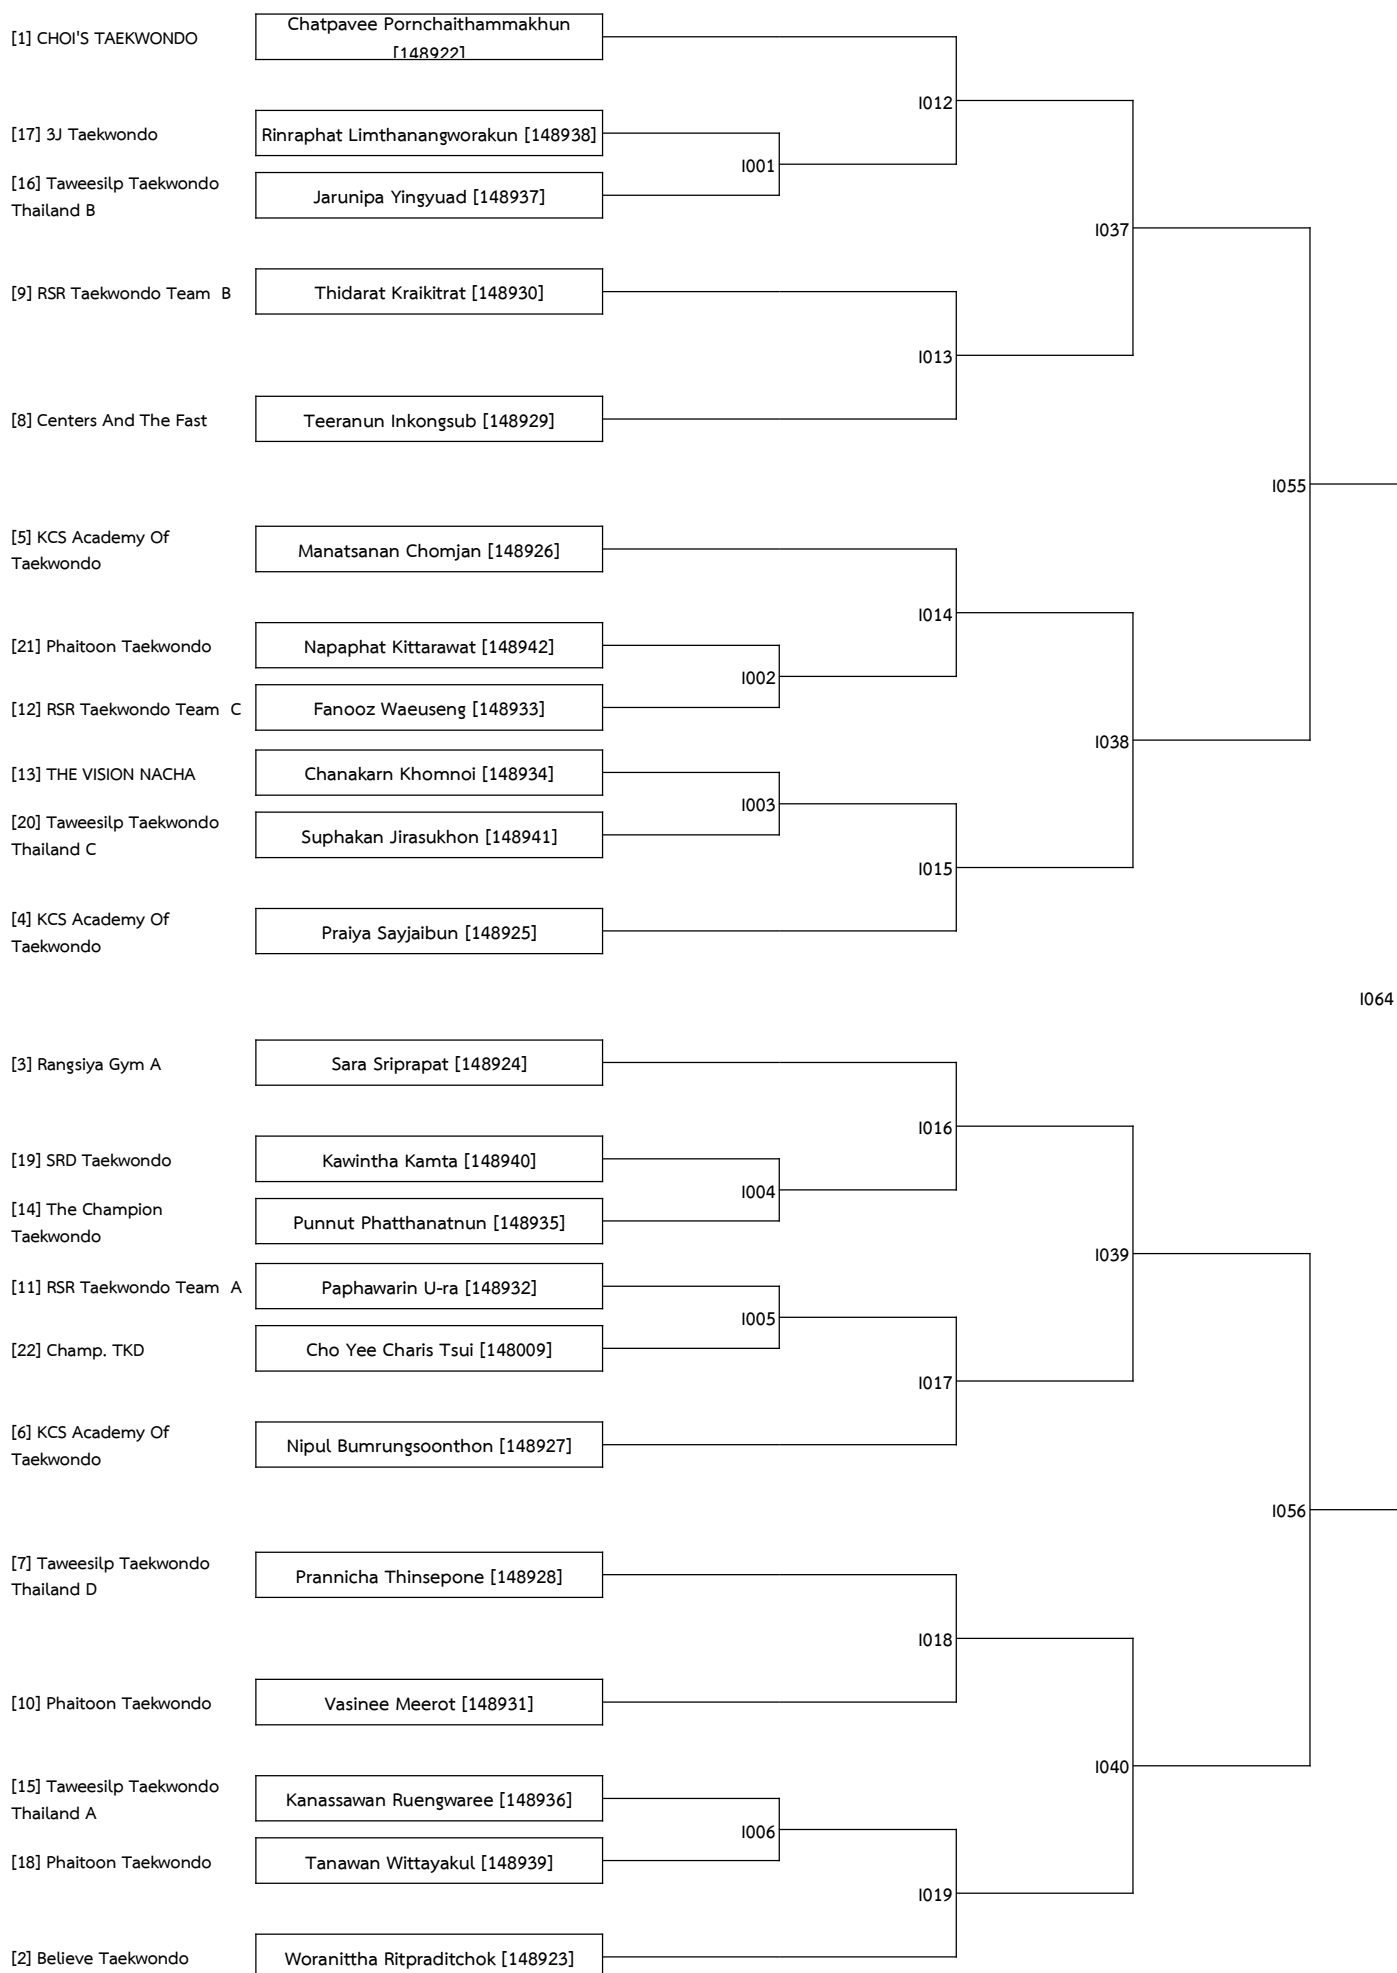 [1] CHOI'S TAEKWONDO
Chatpavee Pornchaithammakhun
[148922]
I012
[17] 3J Taekwondo
Rinraphat Limthanangworakun [148938]
I001
[16] Taweesilp Taekwondo
Thailand B
Jarunipa Yingyuad [148937]
I037
[9] RSR Taekwondo Team  B
Thidarat Kraikitrat [148930]
I013
[8] Centers And The Fast
Teeranun Inkongsub [148929]
I055
[5] KCS Academy Of
Taekwondo
Manatsanan Chomjan [148926]
I014
[21] Phaitoon Taekwondo
Napaphat Kittarawat [148942]
I002
[12] RSR Taekwondo Team  C
Fanooz Waeuseng [148933]
I038
[13] THE VISION NACHA
Chanakarn Khomnoi [148934]
I003
[20] Taweesilp Taekwondo
Thailand C
Suphakan Jirasukhon [148941]
I015
[4] KCS Academy Of
Taekwondo
Praiya Sayjaibun [148925]
I064
[3] Rangsiya Gym A
Sara Sriprapat [148924]
I016
[19] SRD Taekwondo
Kawintha Kamta [148940]
I004
[14] The Champion
Taekwondo
Punnut Phatthanatnun [148935]
I039
[11] RSR Taekwondo Team  A
Paphawarin U-ra [148932]
I005
[22] Champ. TKD
Cho Yee Charis Tsui [148009]
I017
[6] KCS Academy Of
Taekwondo
Nipul Bumrungsoonthon [148927]
I056
[7] Taweesilp Taekwondo
Thailand D
Prannicha Thinsepone [148928]
I018
[10] Phaitoon Taekwondo
Vasinee Meerot [148931]
I040
[15] Taweesilp Taekwondo
Thailand A
Kanassawan Ruengwaree [148936]
I006
[18] Phaitoon Taekwondo
Tanawan Wittayakul [148939]
I019
[2] Believe Taekwondo
Woranittha Ritpraditchok [148923]